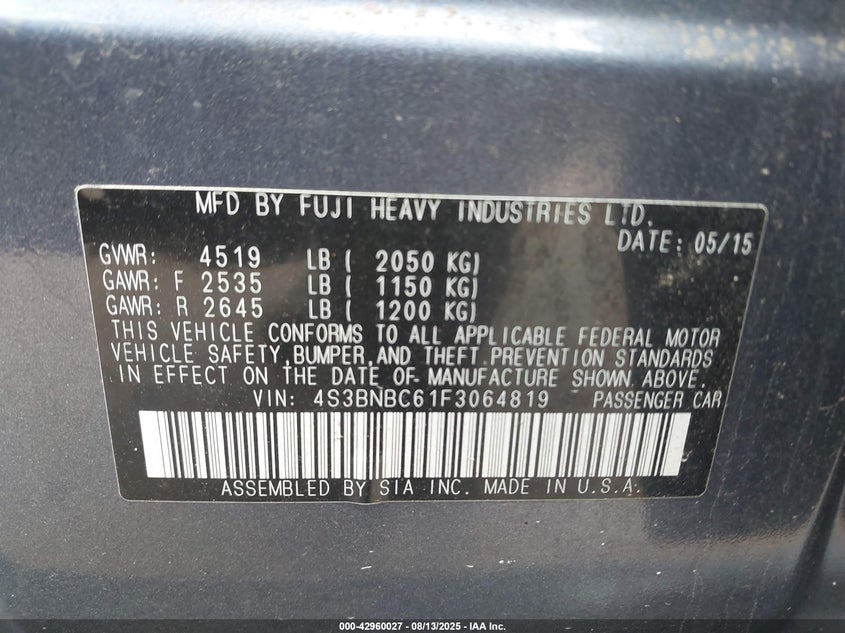 MFD BY FUJI HEAVY INDUSTRIES LTD.
DATE: 05/15
GVWR: 4519 LB ( 2050 KG)
GAWR: F 2535 LB ( 1150 KG)
GAWR: R 2645 LB ( 1200 KG)
THIS VEHICLE CONFORMS TO ALL APPLICABLE FEDERAL MOTOR
VEHICLE SAFETY, BUMPER, AND THEFT PREVENTION STANDARDS
IN EFFECT ON THE DATE OF MANUFACTURE SHOWN ABOVE.
VIN: 4S3BNBC61F3064819 PASSENGER CAR
ASSEMBLED BY SIA INC. MADE IN U.S.A.
000-42960027 - 08/13/2025 - IAA Inc.